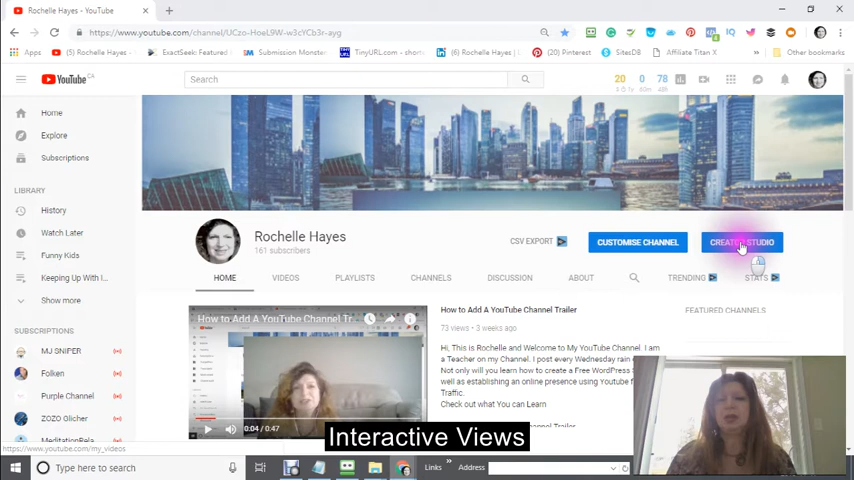 Rochelle Hayes - YouTube
https://www.youtube.com/channel/UCzo-HoeL9W-w3cYCb3r-ayg
Apps
(5) Rochelle Hayes
ExactSeek: Featured
Submission Monster
TinyURL.com - short
(6) Rochelle Hayes |
(20) Pinterest
SitesDB
Affiliate Titan X
Other bookmarks
YouTube CA
Search
20 0 78
Home
Explore
Subscriptions
LIBRARY
History
Watch Later
Funny Kids
Keeping Up With I...
Show more
SUBSCRIPTIONS
MJ SNIPER
Folken
Purple Channel
ZOZO Glicher
MeditationRela
Rochelle Hayes
161 subscribers
CSV EXPORT
CUSTOMISE CHANNEL
CREATOR STUDIO
HOME
VIDEOS
PLAYLISTS
CHANNELS
DISCUSSION
ABOUT
TRENDING
STATS
How to Add A YouTube Channel Tr...
0:04 / 0:47
How to Add A YouTube Channel Trailer
73 views • 3 weeks ago
Hi, This is Rochelle and Welcome to My YouTube Channel. I am
a Teacher on my Channel. I post every Wednesday rain
Not only will you learn how to create a Free WordPress
well as establishing an online presence using Youtube
Traffic.
Check out what You can Learn
FEATURED CHANNELS
Interactive Views
https://www.youtube.com/my_videos
Type here to search
Links
Address